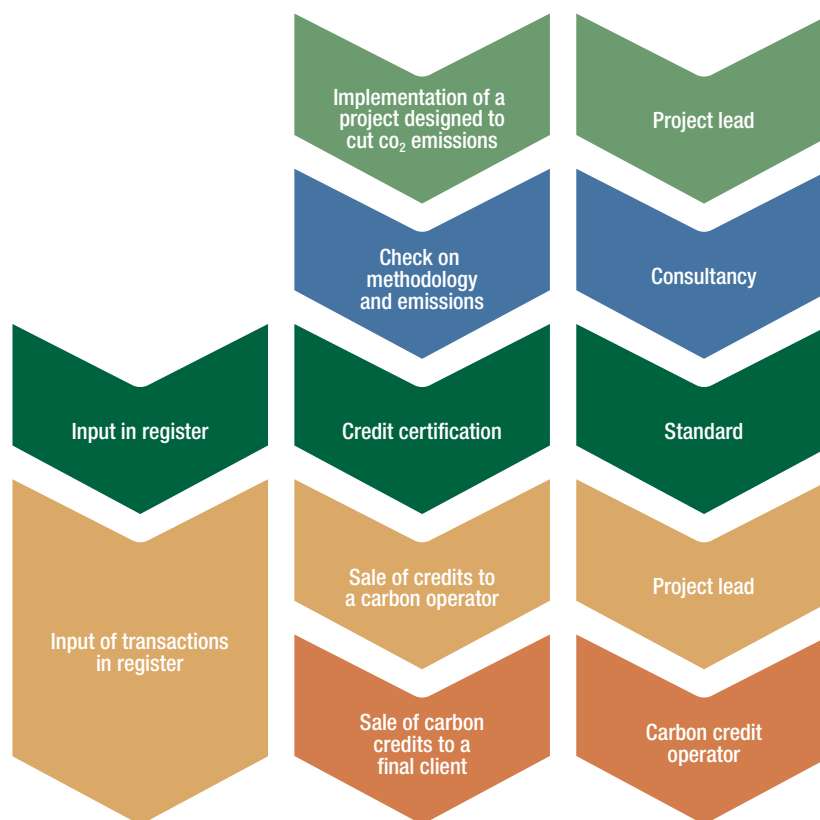 Implementation of a
project designed to
cut co₂ emissions
Project lead
Check on
methodology
and emissions
Consultancy
Input in register
Credit certification
Standard
Sale of credits to
a carbon operator
Project lead
Input of transactions
in register
Sale of carbon
credits to a
final client
Carbon credit
operator